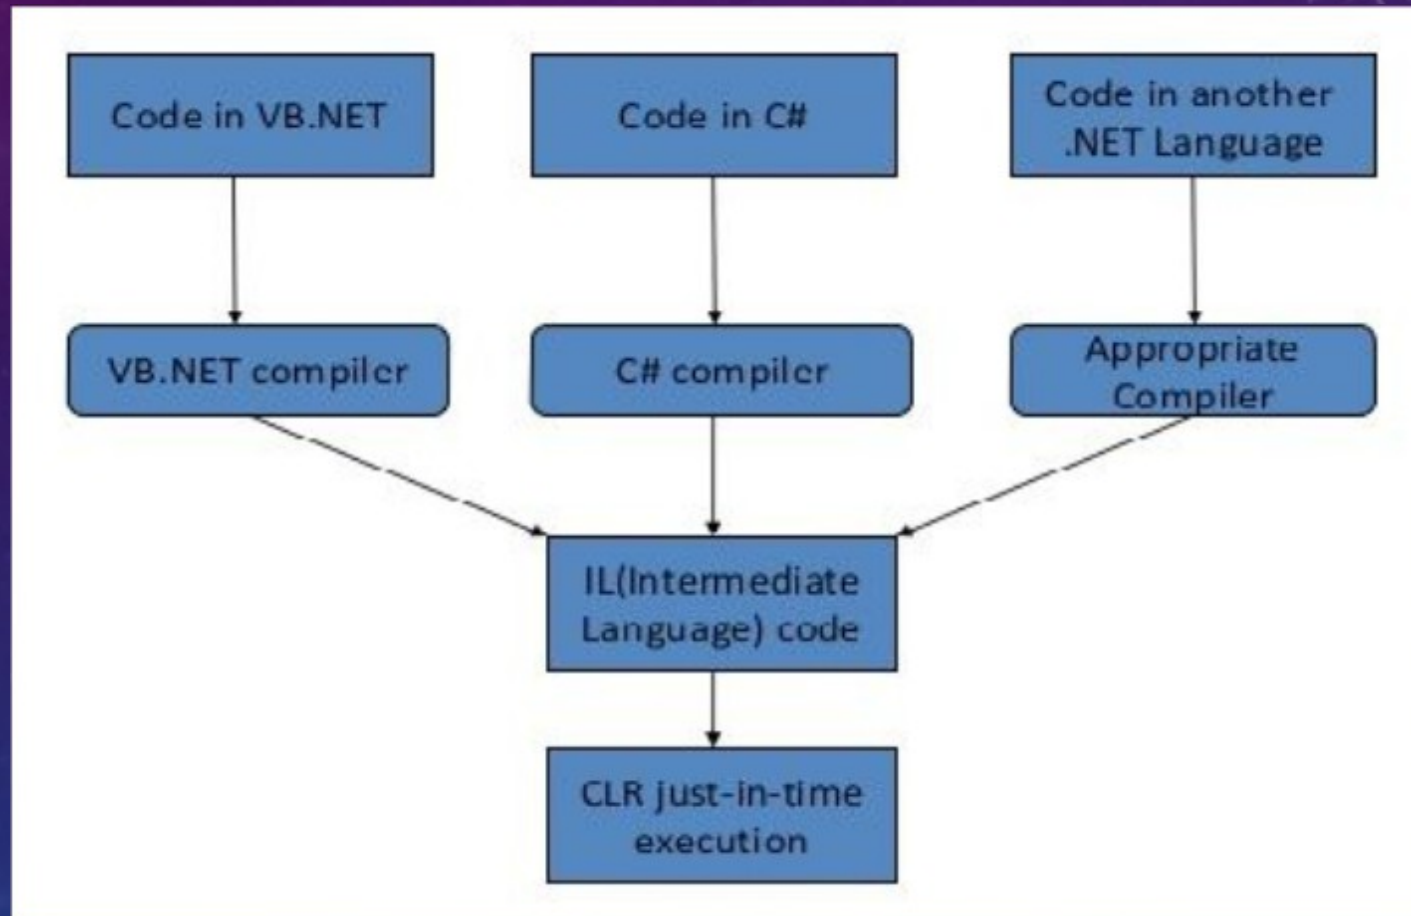 Code in VB.NET
Code in C#
Code in another
.NET Language
VB.NET compiler
C# compiler
Appropriate
Compiler
IL(Intermediate
Language) code
CLR just-in-time
execution